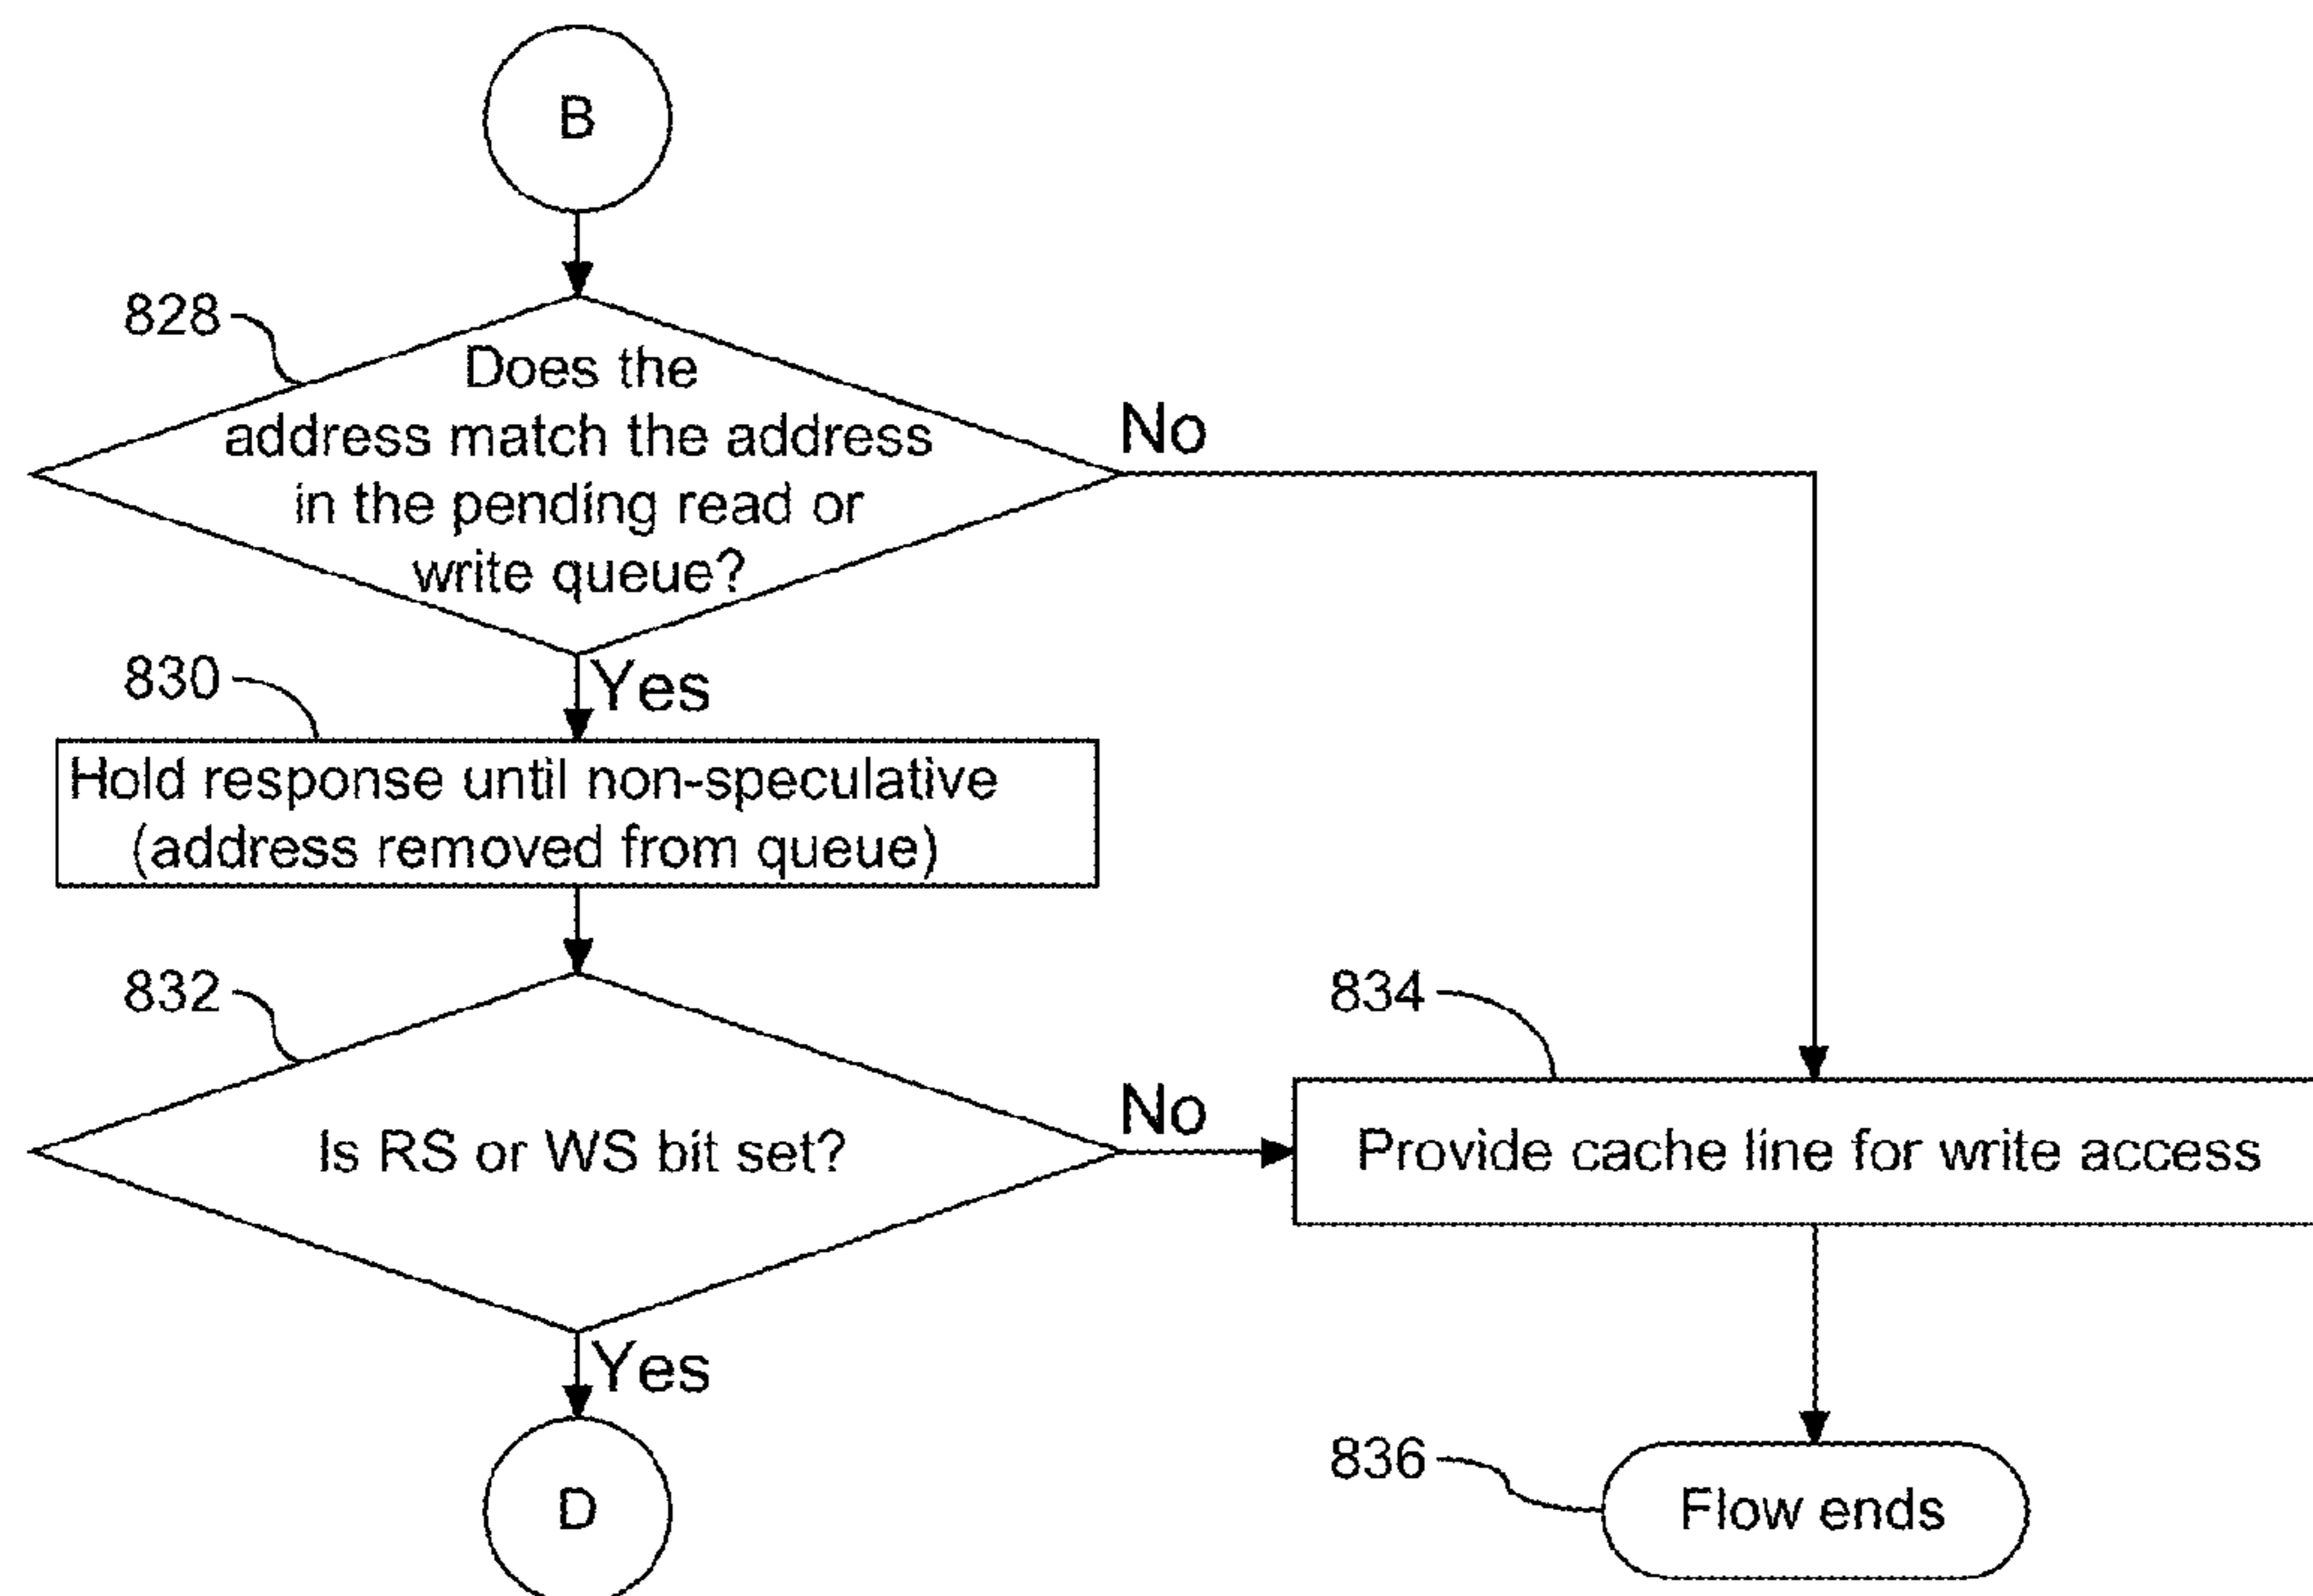 B
828
Does the
address match the address
in the pending read or
write queue?
No
Yes
830
Hold response until non-speculative
(address removed from queue)
832
Is RS or WS bit set?
No
834
Provide cache line for write access
Yes
D
836
Flow ends